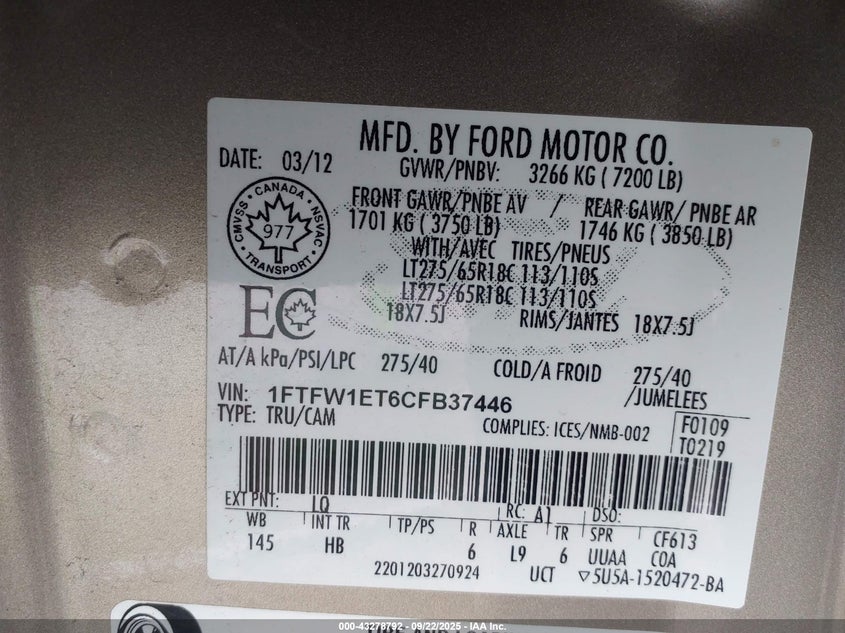 MFD. BY FORD MOTOR CO.
DATE: 03/12
GVWR/PNBV: 3266 KG ( 7200 LB)
FRONT GAWR/PNBE AV / REAR GAWR/ PNBE AR
1701 KG ( 3750 LB) 1746 KG ( 3850 LB)
WITH/AVEC TIRES/PNEUS
LT275/65R18C 113/110S
LT275/65R18C 113/110S
18X7.5J RIMS/JANTES 18X7.5J
CANADA
CMVSS NSVAC
977
TRANSPORT
EC
AT/A kPa/PSI/LPC 275/40 COLD/A FROID 275/40
VIN: 1FTFW1ET6CFB37446 /JUMELEES
TYPE: TRU/CAM COMPLIES: ICES/NMB-002 F0109
T0219
EXT PNT: LQ RC: A1 DSO:
WB INT TR TP/PS R AXLE TR SPR CF613
145 HB 6 L9 6 UUAA COA
2201203270924 UCT ▽5U5A-1520472-BA
000-43278792 - 09/22/2025 - IAA Inc.